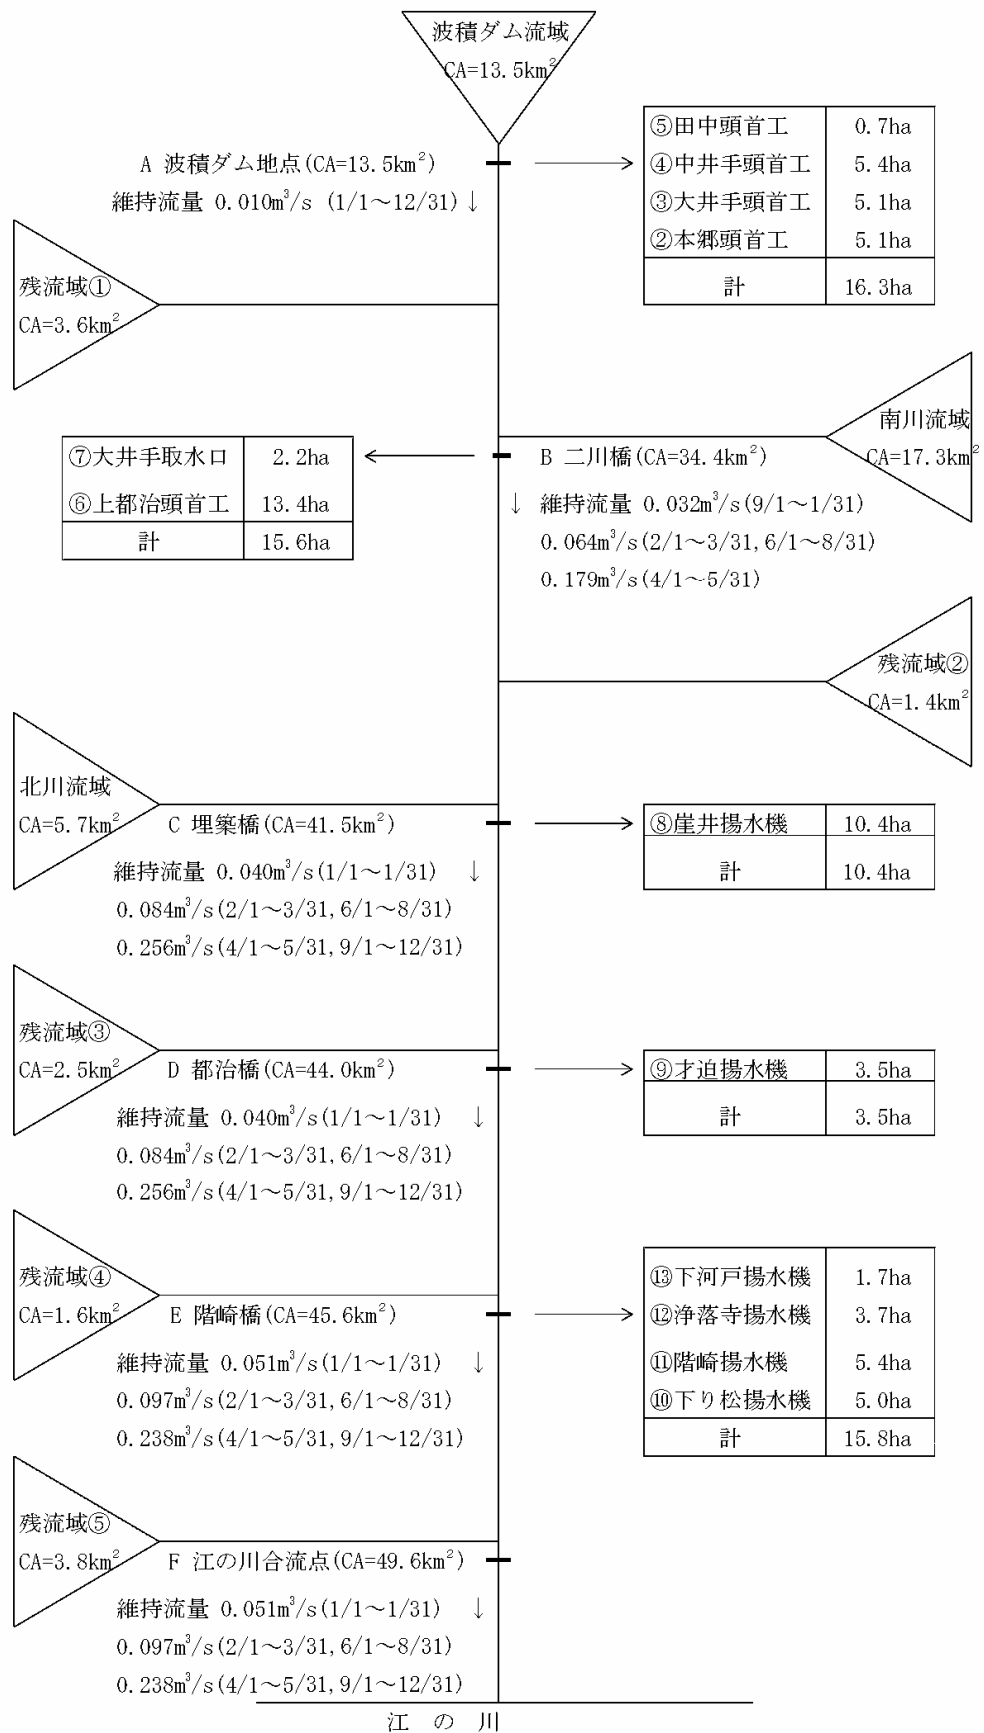 波積ダム流域
CA=13.5km²
A 波積ダム地点(CA=13.5km²)
維持流量 0.010m³/s (1/1～12/31)↓
⑤田中頭首工 0.7ha
④中井手頭首工 5.4ha
③大井手頭首工 5.1ha
②本郷頭首工 5.1ha
計 16.3ha
残流域①
CA=3.6km²
南川流域
CA=17.3km²
⑦大井手取水口 2.2ha
⑥上都治頭首工 13.4ha
計 15.6ha
B 二川橋(CA=34.4km²)
↓ 維持流量 0.032m³/s(9/1～1/31)
0.064m³/s(2/1～3/31,6/1～8/31)
0.179m³/s(4/1～5/31)
残流域②
CA=1.4km²
北川流域
CA=5.7km²
C 埋築橋(CA=41.5km²)
維持流量 0.040m³/s(1/1～1/31) ↓
0.084m³/s(2/1～3/31,6/1～8/31)
0.256m³/s(4/1～5/31,9/1～12/31)
⑧崖井揚水機 10.4ha
計 10.4ha
残流域③
CA=2.5km²
D 都治橋(CA=44.0km²)
維持流量 0.040m³/s(1/1～1/31) ↓
0.084m³/s(2/1～3/31,6/1～8/31)
0.256m³/s(4/1～5/31,9/1～12/31)
⑨才迫揚水機 3.5ha
計 3.5ha
残流域④
CA=1.6km²
E 階崎橋(CA=45.6km²)
維持流量 0.051m³/s(1/1～1/31) ↓
0.097m³/s(2/1～3/31,6/1～8/31)
0.238m³/s(4/1～5/31,9/1～12/31)
⑬下河戸揚水機 1.7ha
⑫浄落寺揚水機 3.7ha
⑪階崎揚水機 5.4ha
⑩下り松揚水機 5.0ha
計 15.8ha
残流域⑤
CA=3.8km²
F 江の川合流点(CA=49.6km²)
維持流量 0.051m³/s(1/1～1/31) ↓
0.097m³/s(2/1～3/31,6/1～8/31)
0.238m³/s(4/1～5/31,9/1～12/31)
江の川